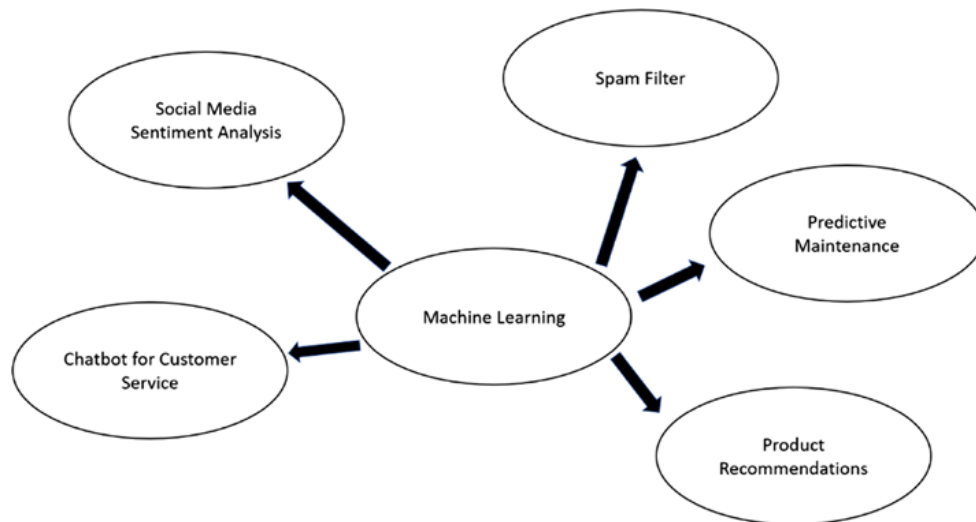 Spam Filter
Social Media
Sentiment Analysis
Predictive
Maintenance
Machine Learning
Chatbot for Customer
Service
Product
Recommendations